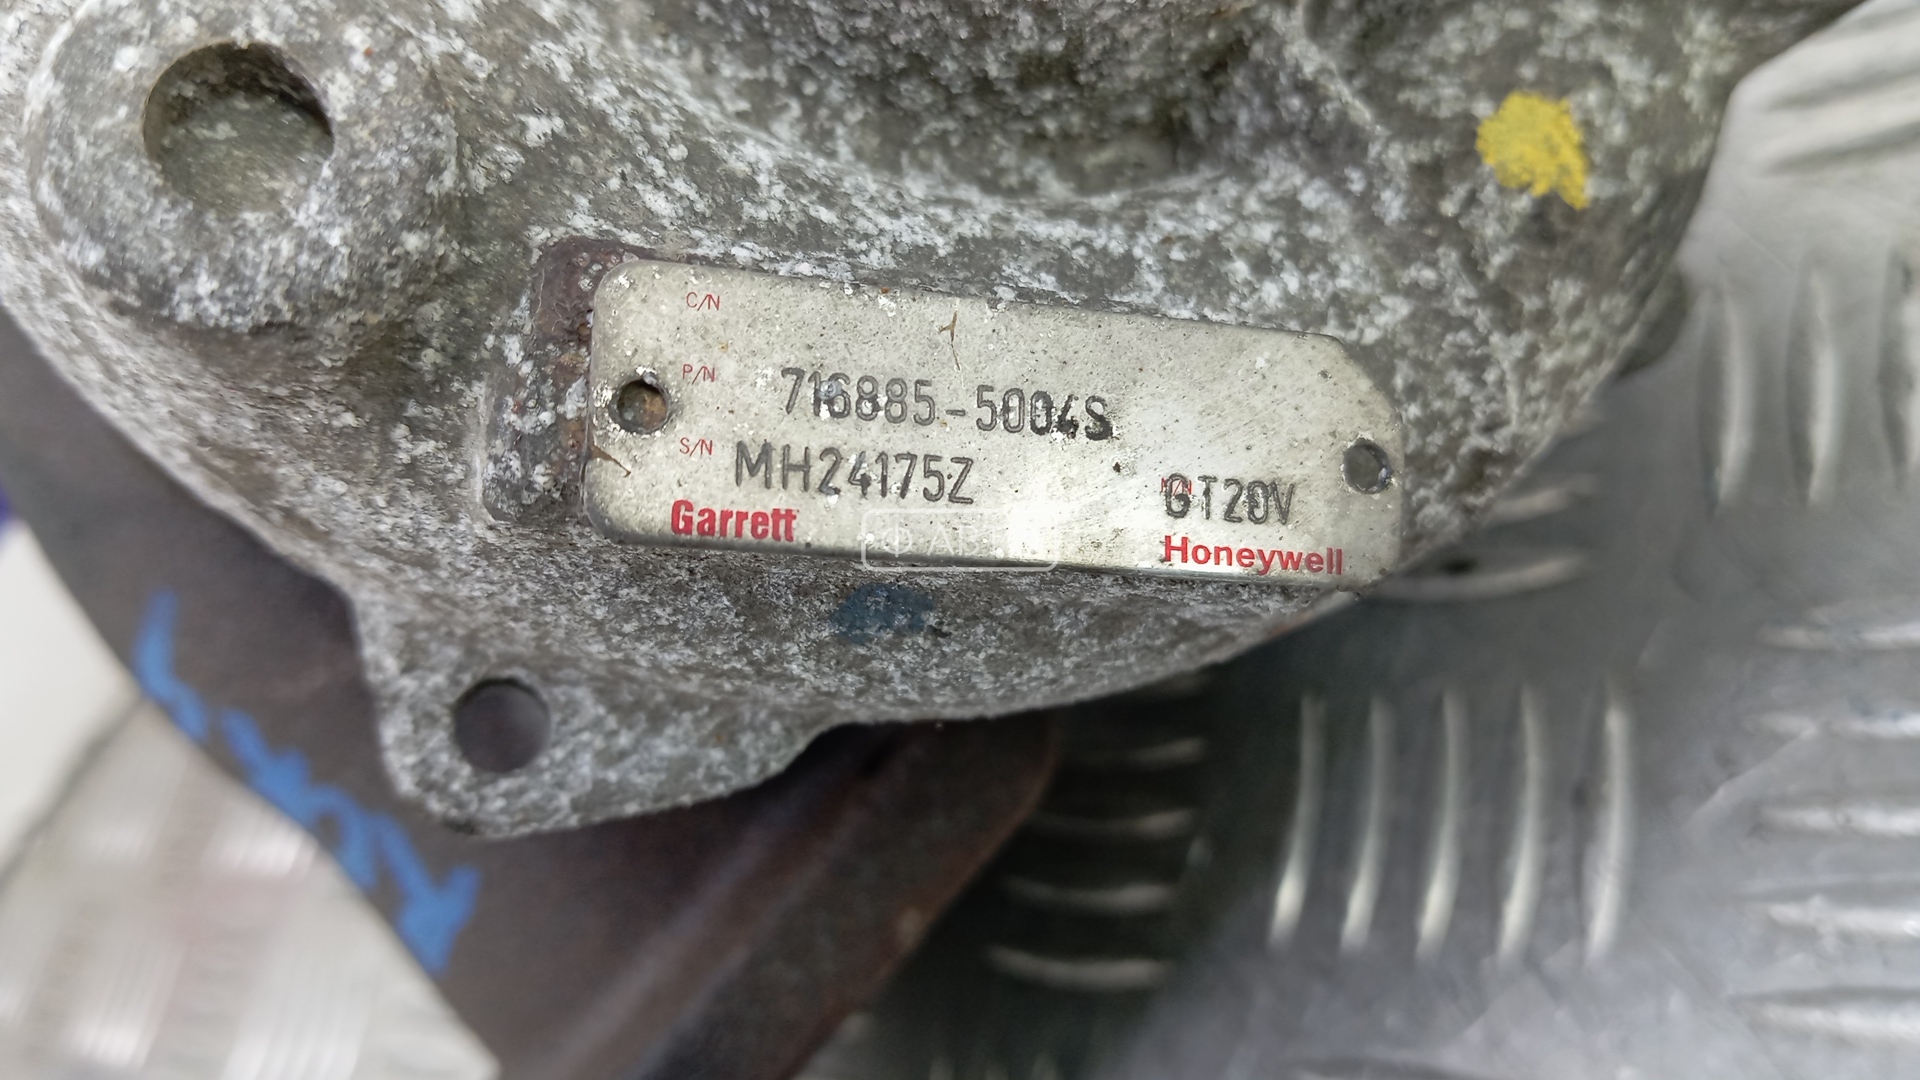 C/N
P/N 716885-5004S
S/N MH24175Z
M/N GT20V
Garrett Honeywell